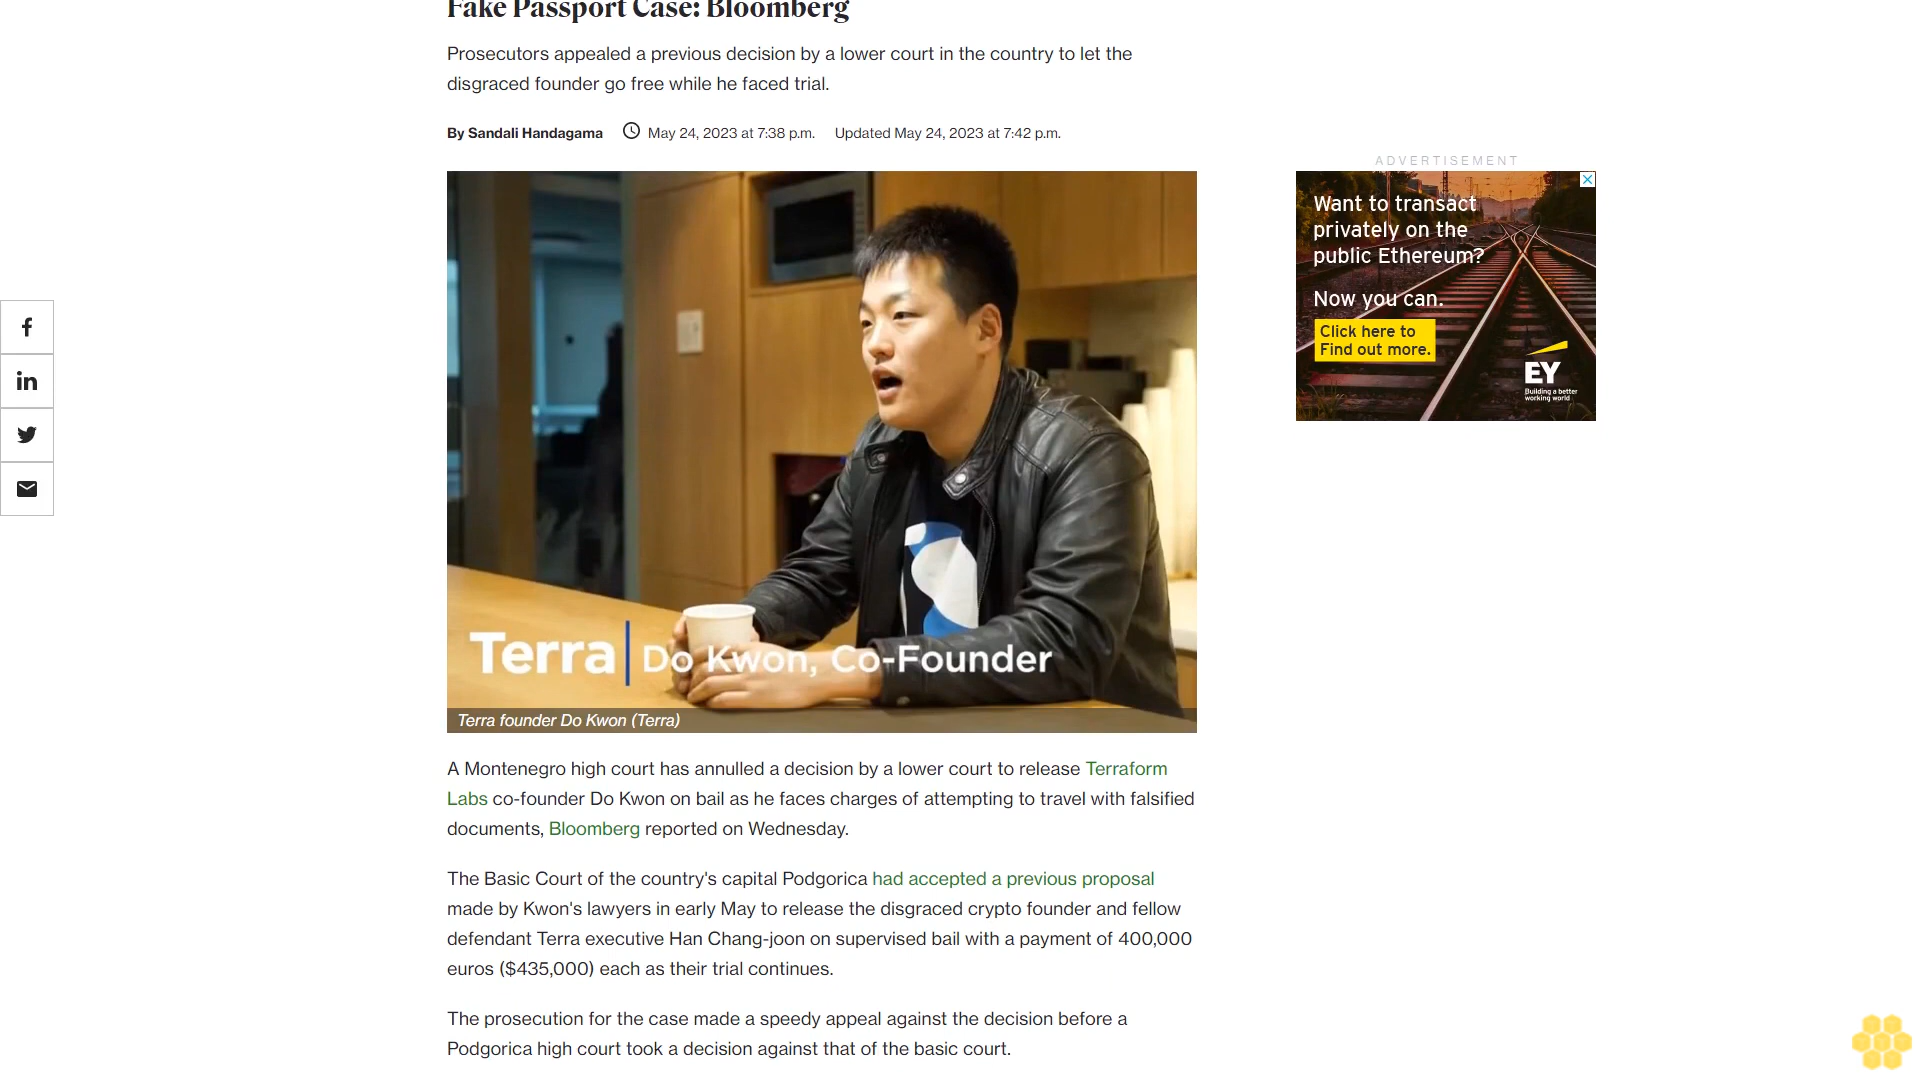 Fake Passport Case: Bloomberg
Prosecutors appealed a previous decision by a lower court in the country to let the
disgraced founder go free while he faced trial.
By Sandali Handagama May 24, 2023 at 7:38 p.m. Updated May 24, 2023 at 7:42 p.m.
ADVERTISEMENT
Want to transact
privately on the
public Ethereum?
Now you can.
Click here to
Find out more.
EY
Building a better
working world
f
in
Terra | Do Kwon, Co-Founder
Terra founder Do Kwon (Terra)
A Montenegro high court has annulled a decision by a lower court to release Terraform
Labs co-founder Do Kwon on bail as he faces charges of attempting to travel with falsified
documents, Bloomberg reported on Wednesday.
The Basic Court of the country's capital Podgorica had accepted a previous proposal
made by Kwon's lawyers in early May to release the disgraced crypto founder and fellow
defendant Terra executive Han Chang-joon on supervised bail with a payment of 400,000
euros ($435,000) each as their trial continues.
The prosecution for the case made a speedy appeal against the decision before a
Podgorica high court took a decision against that of the basic court.